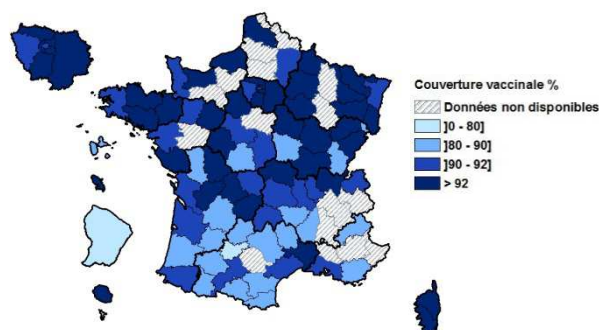 Couverture vaccinale %
Données non disponibles
]0 - 80]
]80 - 90]
]90 - 92]
> 92